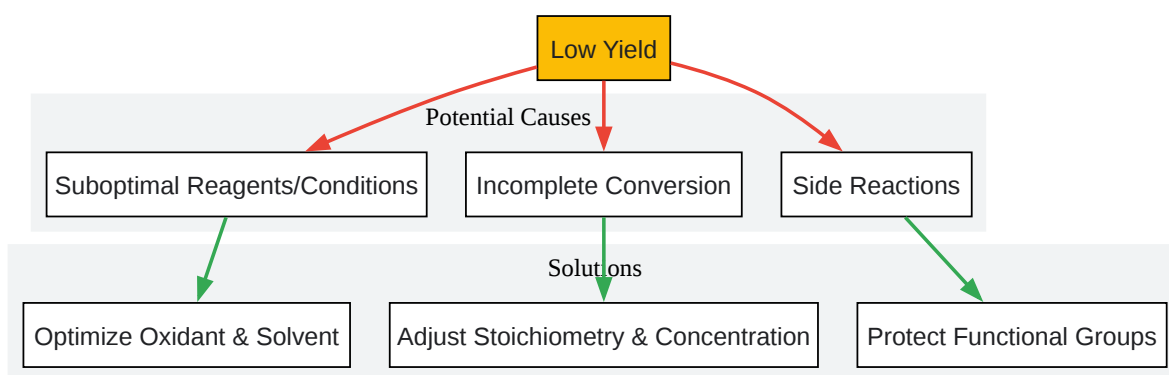 Low Yield
Potential Causes
Suboptimal Reagents/Conditions
Incomplete Conversion
Side Reactions
Solutions
Optimize Oxidant & Solvent
Adjust Stoichiometry & Concentration
Protect Functional Groups